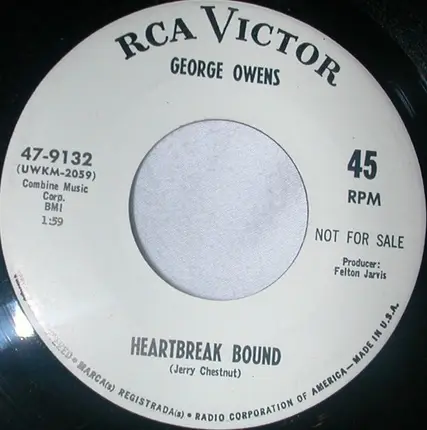 RCA VICTOR
GEORGE OWENS
47-9132
(UWKM-2059)
Combine Music
Corp.
BMI
1:59
45
RPM
NOT FOR SALE
Producer:
Felton Jarvis
HEARTBREAK BOUND
(Jerry Chestnut)
• MARCA(s) REGISTRADA(s) • RADIO CORPORATION OF AMERICA—MADE IN U.S.A.